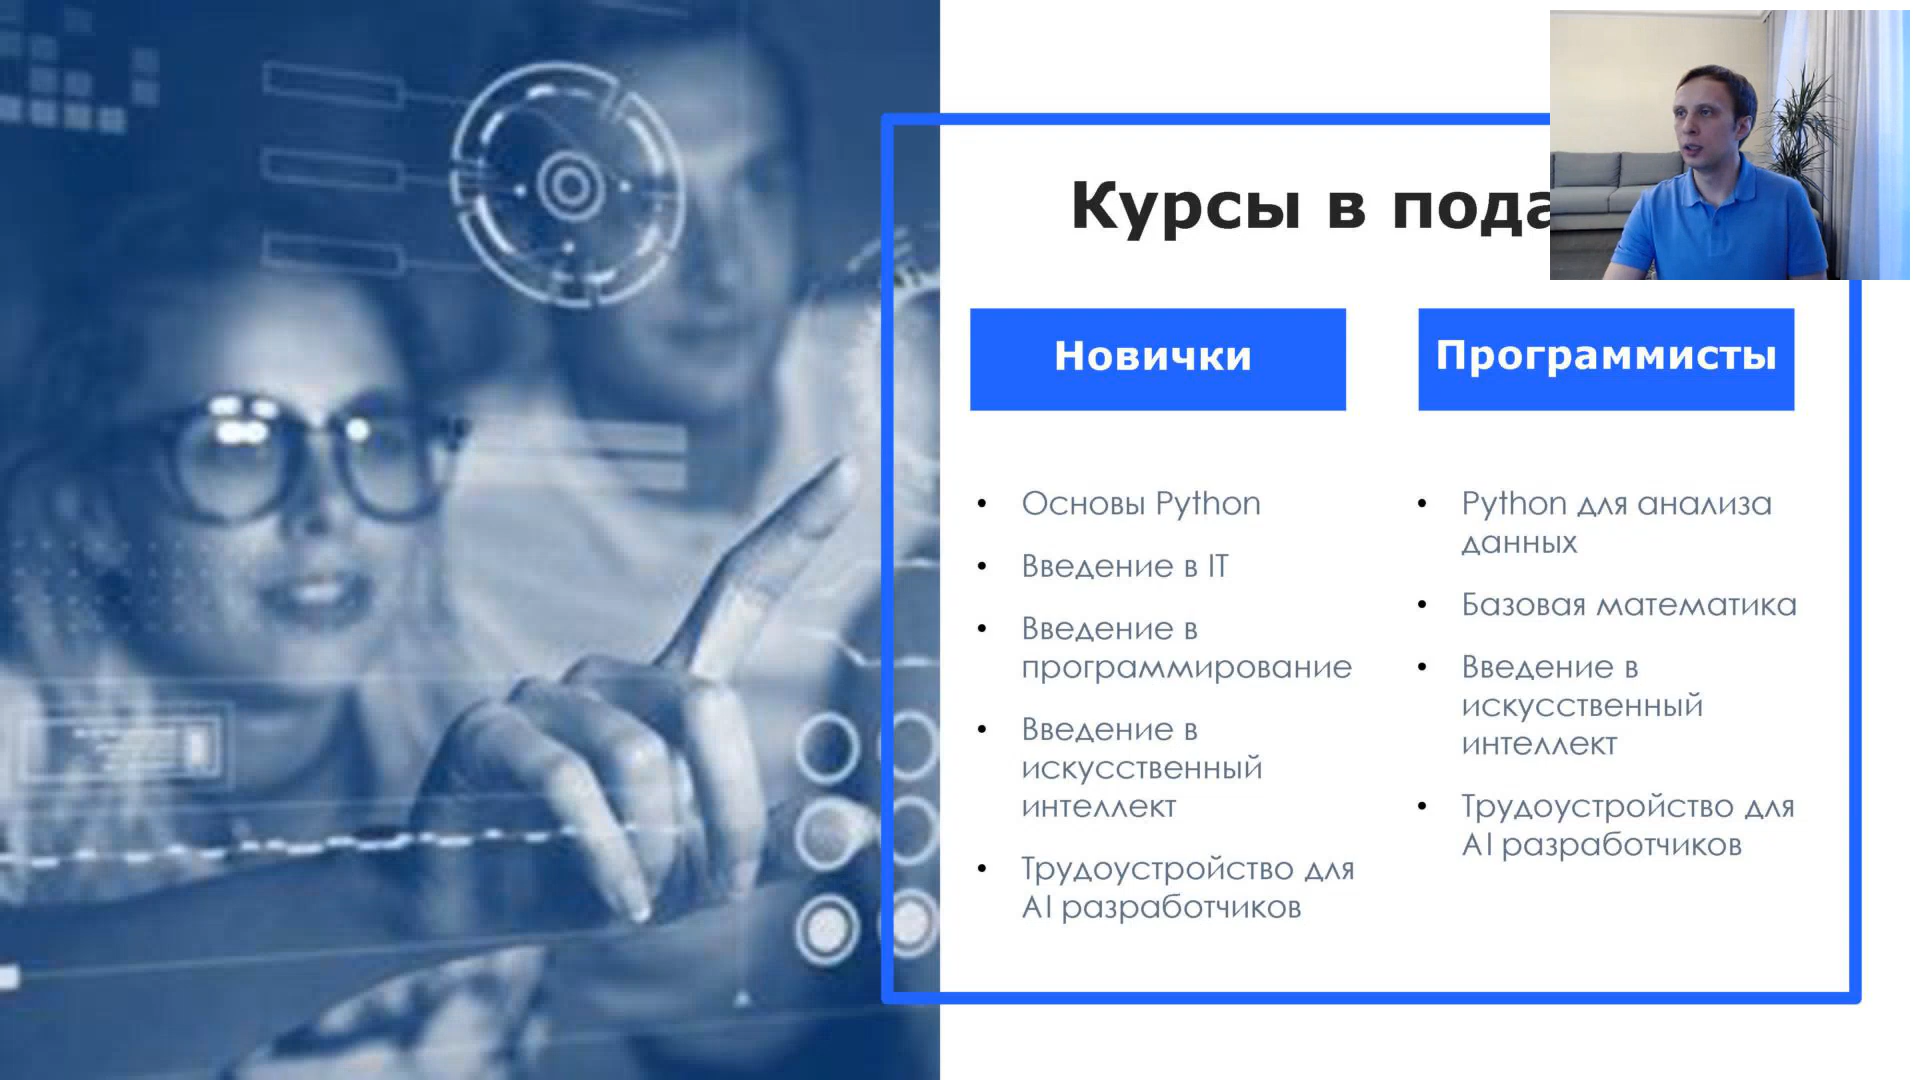 Курсы в
Новички
Программисты
• Основы Python
• Введение в IT
• Введение в
программирование
• Введение в
искусственный
интеллект
• Трудоустройство для
AI разработчиков
• Python для анализа
данных
• Базовая математика
• Введение в
искусственный
интеллект
• Трудоустройство для
AI разработчиков